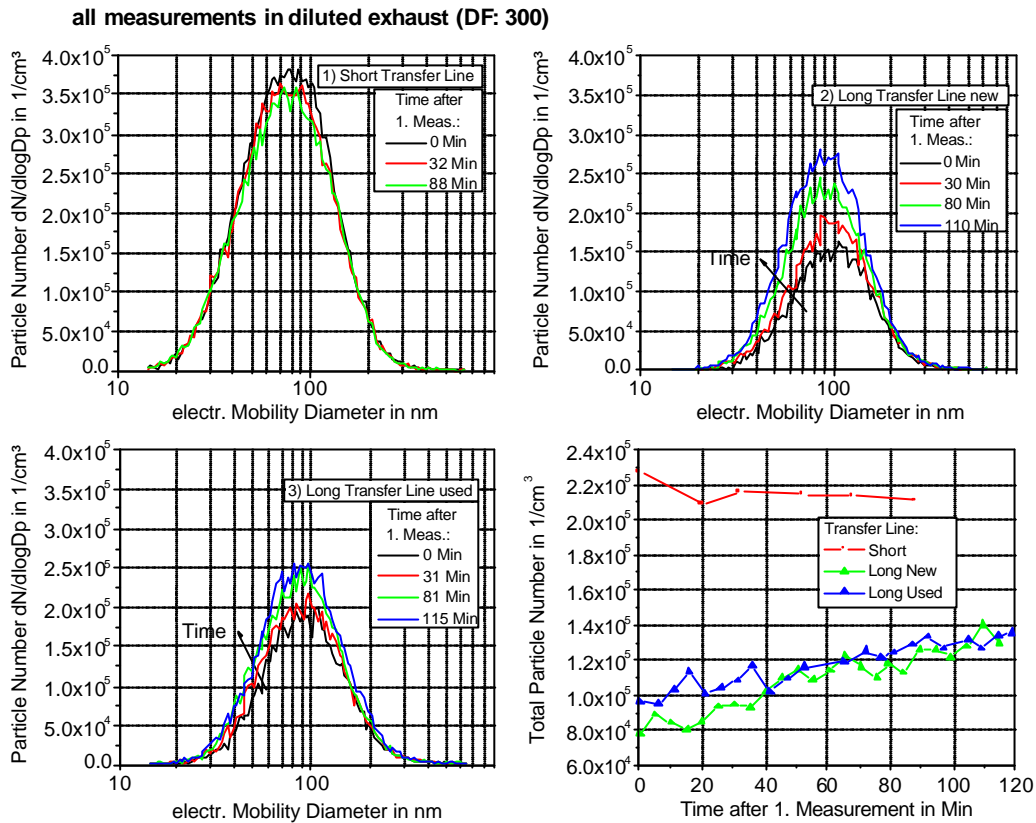 all measurements in diluted exhaust (DF: 300)
Particle Number dN/dlogDp in 1/cm³
4.0x10⁵
3.5x10⁵
3.0x10⁵
2.5x10⁵
2.0x10⁵
1.5x10⁵
1.0x10⁵
5.0x10⁴
0.0
1) Short Transfer Line
Time after
1. Meas.:
0 Min
32 Min
88 Min
10 100
electr. Mobility Diameter in nm
Particle Number dN/dlogDp in 1/cm³
4.0x10⁵
3.5x10⁵
3.0x10⁵
2.5x10⁵
2.0x10⁵
1.5x10⁵
1.0x10⁵
5.0x10⁴
0.0
2) Long Transfer Line new
Time after
1. Meas.:
0 Min
30 Min
80 Min
110 Min
Time
10 100
electr. Mobility Diameter in nm
Particle Number dN/dlogDp in 1/cm³
4.0x10⁵
3.5x10⁵
3.0x10⁵
2.5x10⁵
2.0x10⁵
1.5x10⁵
1.0x10⁵
5.0x10⁴
0.0
3) Long Transfer Line used
Time after
1. Meas.:
0 Min
31 Min
81 Min
115 Min
Time
10 100
electr. Mobility Diameter in nm
Total Particle Number in 1/cm³
2.4x10⁵
2.2x10⁵
2.0x10⁵
1.8x10⁵
1.6x10⁵
1.4x10⁵
1.2x10⁵
1.0x10⁵
8.0x10⁴
6.0x10⁴
Transfer Line:
Short
Long New
Long Used
0 20 40 60 80 100 120
Time after 1. Measurement in Min